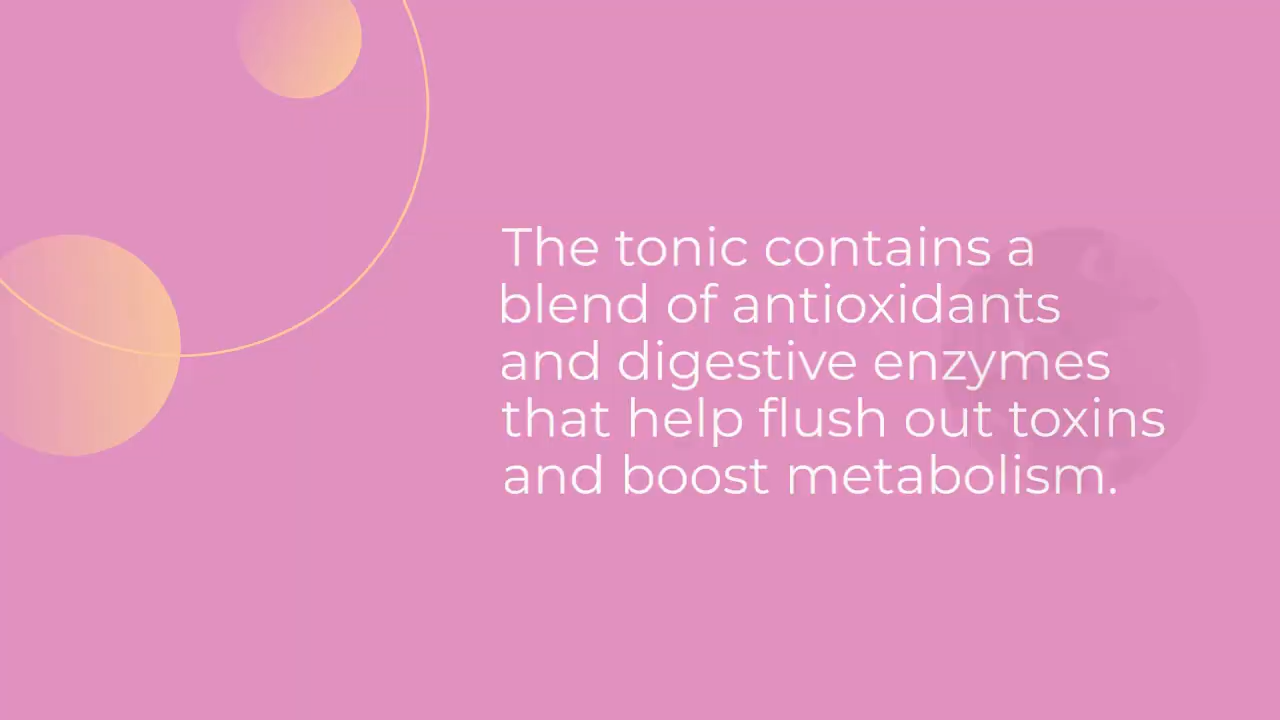 The tonic contains a
blend of antioxidants
and digestive enzymes
that help flush out toxins
and boost metabolism.